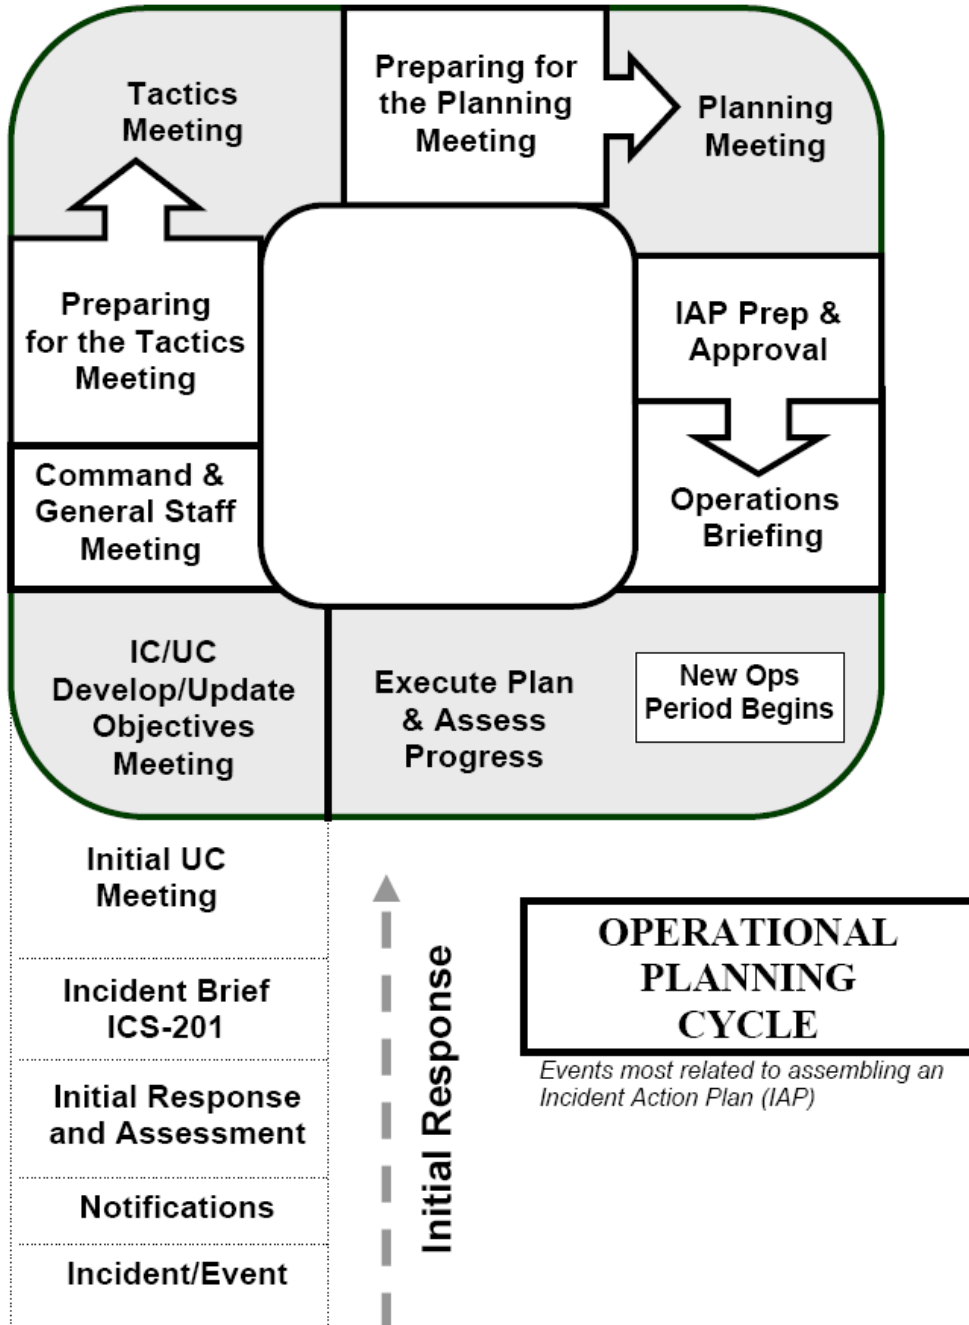 Tactics
Meeting
Preparing for
the Planning
Meeting
Planning
Meeting
Preparing
for the Tactics
Meeting
IAP Prep &
Approval
Command &
General Staff
Meeting
Operations
Briefing
IC/UC
Develop/Update
Objectives
Meeting
Execute Plan
& Assess
Progress
New Ops
Period Begins
Initial UC
Meeting
Incident Brief
ICS-201
Initial Response
and Assessment
Notifications
Incident/Event
Initial Response
OPERATIONAL
PLANNING
CYCLE
Events most related to assembling an
Incident Action Plan (IAP)